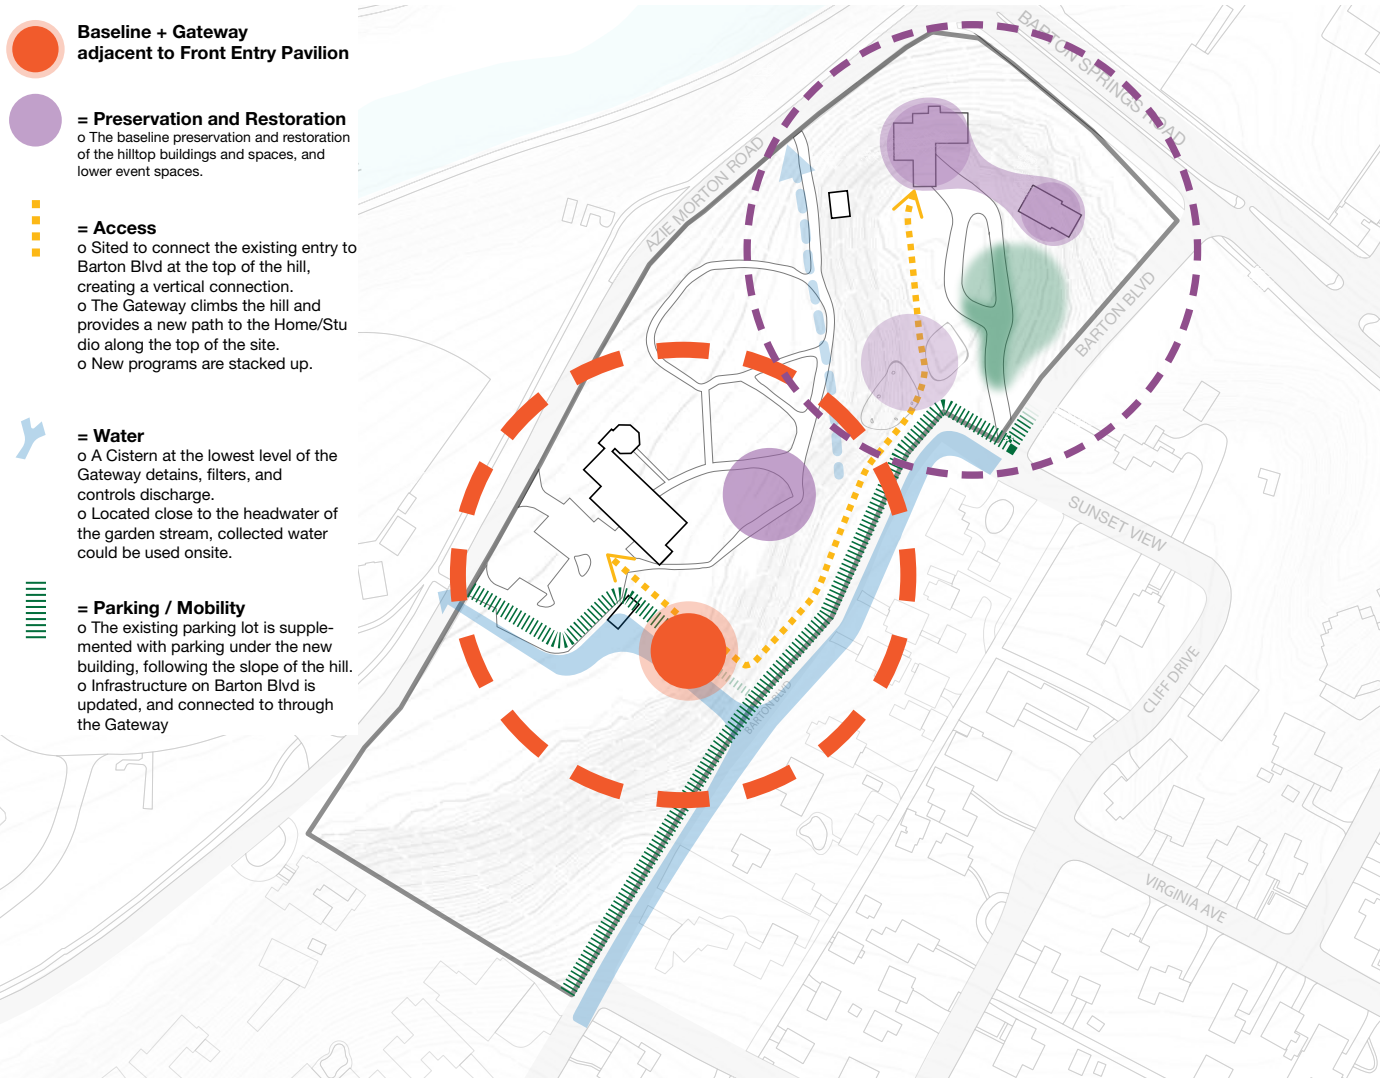 Baseline + Gateway
adjacent to Front Entry Pavilion
= Preservation and Restoration
o The baseline preservation and restoration
of the hilltop buildings and spaces, and
lower event spaces.
= Access
o Sited to connect the existing entry to
Barton Blvd at the top of the hill,
creating a vertical connection.
o The Gateway climbs the hill and
provides a new path to the Home/Stu
dio along the top of the site.
o New programs are stacked up.
= Water
o A Cistern at the lowest level of the
Gateway detains, filters, and
controls discharge.
o Located close to the headwater of
the garden stream, collected water
could be used onsite.
= Parking / Mobility
o The existing parking lot is supple-
mented with parking under the new
building, following the slope of the hill.
o Infrastructure on Barton Blvd is
updated, and connected to through
the Gateway
BARTON SPRINGS ROAD
AZIE MORTON ROAD
BARTON BLVD
SUNSET VIEW
CLIFF DRIVE
BARTON BLVD
VIRGINIA AVE